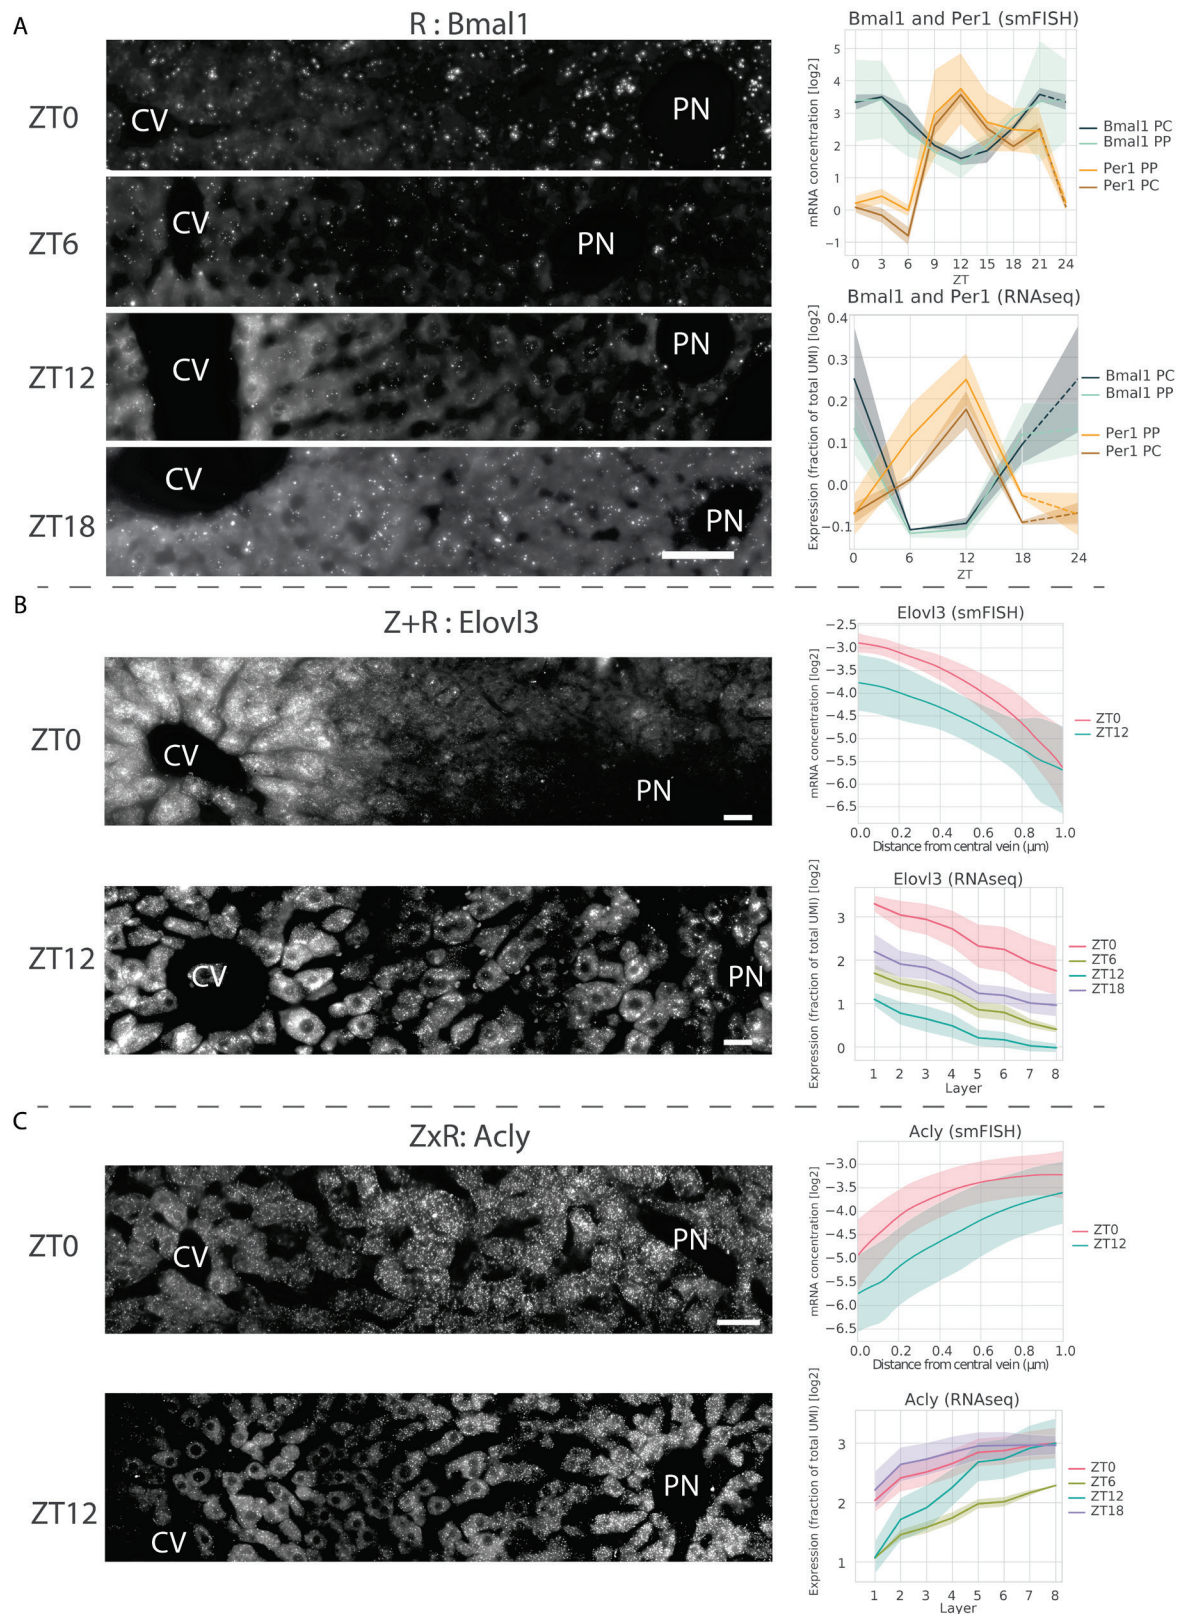 A
R : Bmal1
ZT0
CV
PN
ZT6
CV
PN
ZT12
CV
PN
ZT18
CV
PN
Bmal1 and Per1 (smFISH)
mRNA concentration [log2]
5
4
3
2
1
0
−1
0 3 6 9 12 15 18 21 24
ZT
Bmal1 PC
Bmal1 PP
Per1 PP
Per1 PC
Bmal1 and Per1 (RNAseq)
Expression (fraction of total UMI) [log2]
0.4
0.3
0.2
0.1
0.0
−0.1
0 6 12 18 24
ZT
Bmal1 PC
Bmal1 PP
Per1 PP
Per1 PC
B
Z+R : Elovl3
ZT0
CV
PN
ZT12
CV
PN
Elovl3 (smFISH)
mRNA concentration [log2]
−2.5
−3.0
−3.5
−4.0
−4.5
−5.0
−5.5
−6.0
−6.5
0.0 0.2 0.4 0.6 0.8 1.0
Distance from central vein (μm)
ZT0
ZT12
Elovl3 (RNAseq)
Expression (fraction of total UMI) [log2]
3
2
1
0
1 2 3 4 5 6 7 8
Layer
ZT0
ZT6
ZT12
ZT18
C
ZxR: Acly
ZT0
CV
PN
ZT12
CV
PN
Acly (smFISH)
mRNA concentration [log2]
−3.0
−3.5
−4.0
−4.5
−5.0
−5.5
−6.0
−6.5
0.0 0.2 0.4 0.6 0.8 1.0
Distance from central vein (μm)
ZT0
ZT12
Acly (RNAseq)
Expression (fraction of total UMI) [log2]
3
2
1
1 2 3 4 5 6 7 8
Layer
ZT0
ZT6
ZT12
ZT18